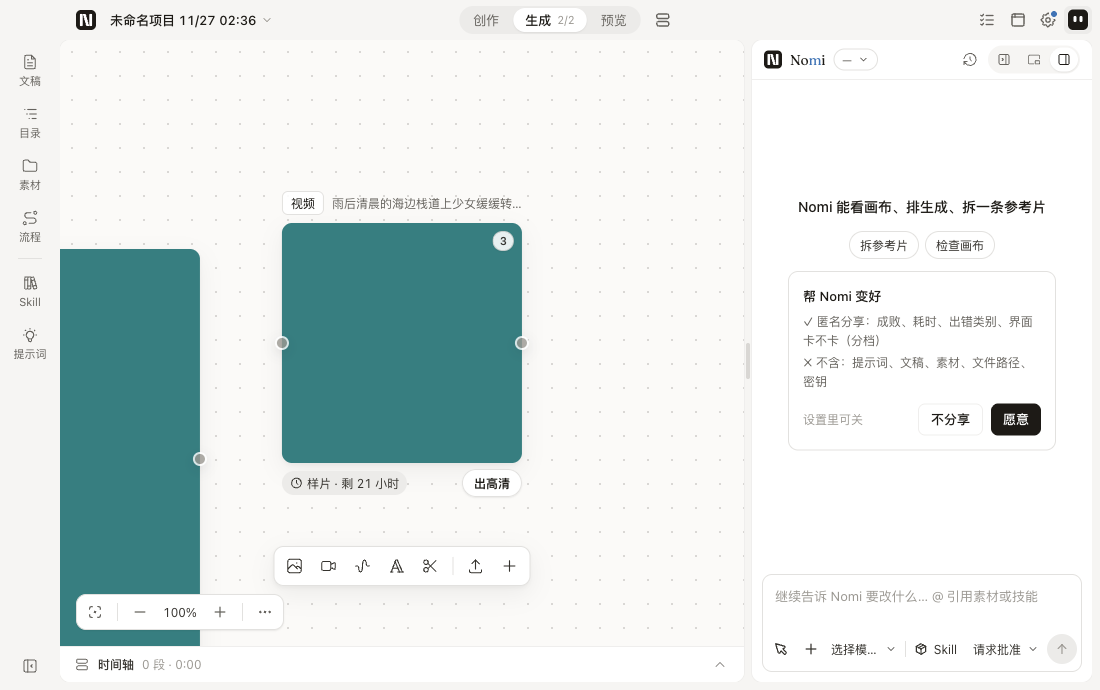 未命名项目 11/27 02:36
创作
生成 2/2
预览
文稿
目录
素材
流程
Skill
提示词
视频
雨后清晨的海边栈道上少女缓缓转...
3
样片 · 剩 21 小时
出高清
100%
时间轴 0 段 · 0:00
Nomi
Nomi 能看画布、排生成、拆一条参考片
拆参考片
检查画布
帮 Nomi 变好
✓ 匿名分享：成败、耗时、出错类别、界面
卡不卡（分档）
✕ 不含：提示词、文稿、素材、文件路径、
密钥
设置里可关
不分享
愿意
继续告诉 Nomi 要改什么... @ 引用素材或技能
选择模...
Skill
请求批准